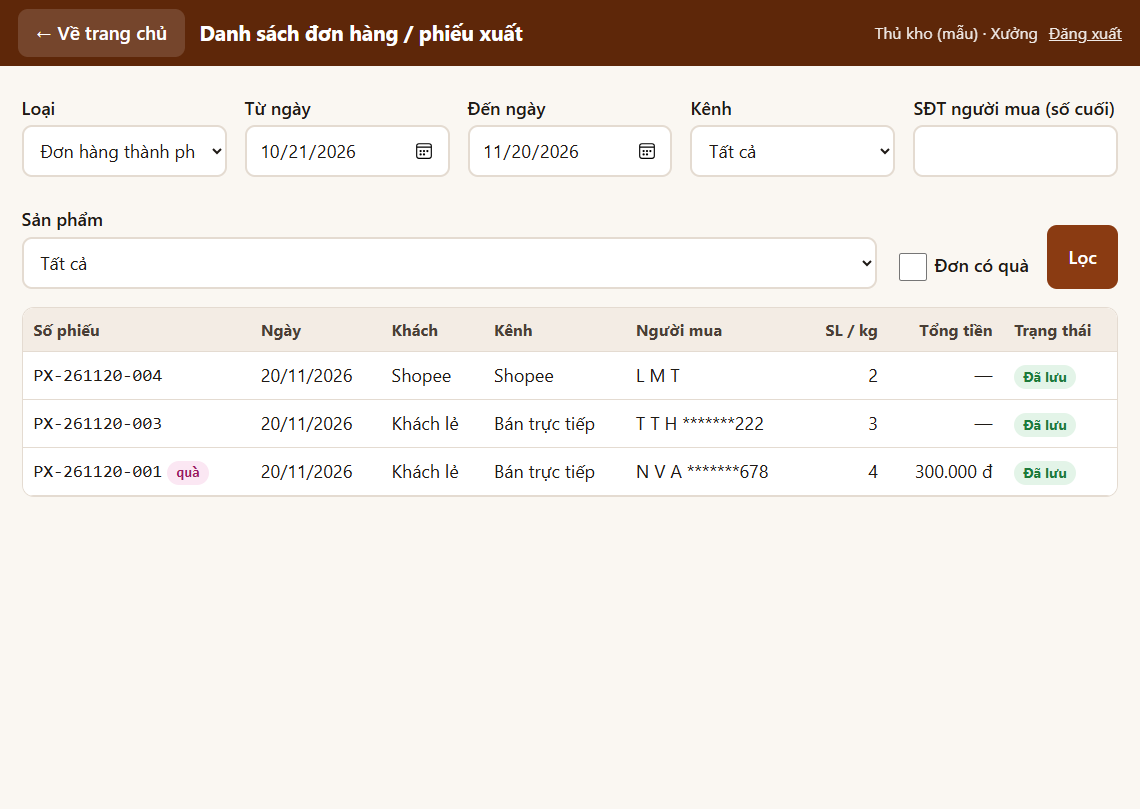 ← Về trang chủ Danh sách đơn hàng / phiếu xuất Thủ kho (mẫu) · Xưởng Đăng xuất
Loại Từ ngày Đến ngày Kênh SĐT người mua (số cuối)
Đơn hàng thành ph 10/21/2026 11/20/2026 Tất cả
Sản phẩm
Tất cả Đơn có quà Lọc
Số phiếu Ngày Khách Kênh Người mua SL / kg Tổng tiền Trạng thái
PX-261120-004 20/11/2026 Shopee Shopee L M T 2 — Đã lưu
PX-261120-003 20/11/2026 Khách lẻ Bán trực tiếp T T H *******222 3 — Đã lưu
PX-261120-001 quà 20/11/2026 Khách lẻ Bán trực tiếp N V A *******678 4 300.000 đ Đã lưu